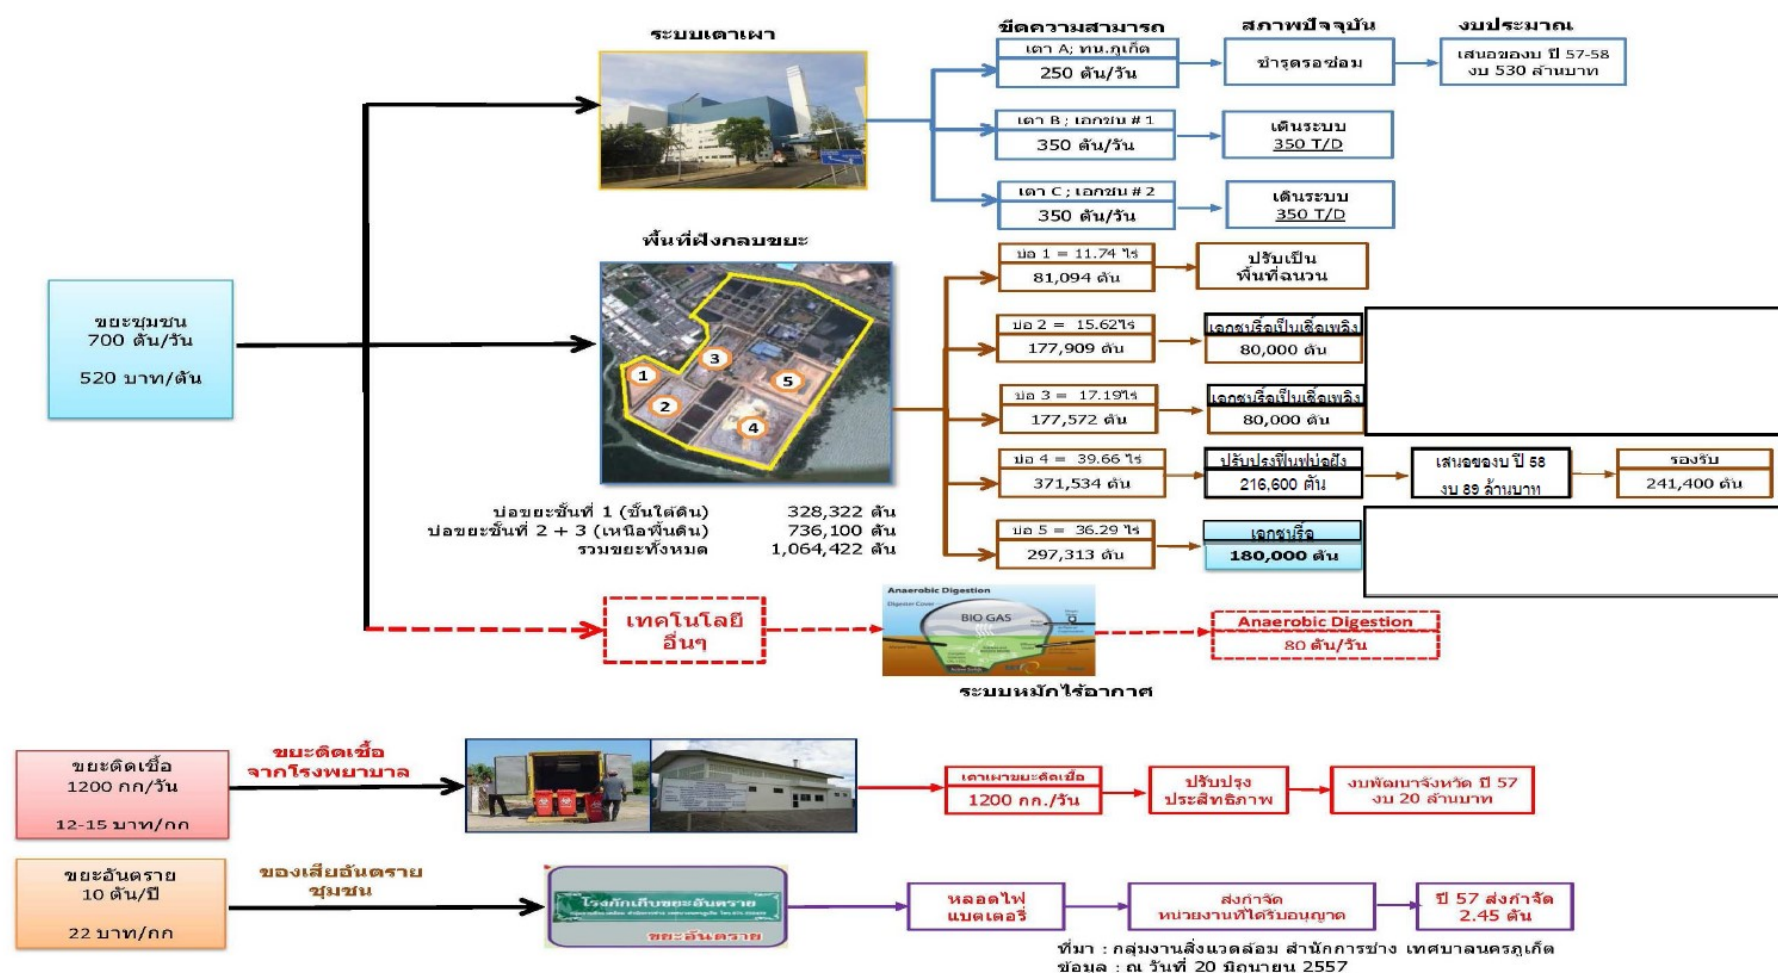 ระบบเตาเผา
ขีดความสามารถ
สภาพปัจจุบัน
งบประมาณ
เตา A; ทน.ภูเก็ต
250 ตัน/วัน
ชำรุดรอซ่อม
เสนอของบ ปี 57-58
งบ 530 ล้านบาท
เตา B ; เอกชน # 1
350 ตัน/วัน
เดินระบบ
350 T/D
เตา C ; เอกชน # 2
350 ตัน/วัน
เดินระบบ
350 T/D
ขยะชุมชน
700 ตัน/วัน
520 บาท/ตัน
พื้นที่ฝังกลบขยะ
1
2
3
4
5
บ่อ 1 = 11.74 ไร่
81,094 ตัน
ปรับเป็น
พื้นที่ฉนวน
บ่อ 2 = 15.62ไร่
177,909 ตัน
เอกชนรื้อเป็นเชื้อเพลิง
80,000 ตัน
บ่อ 3 = 17.19ไร่
177,572 ตัน
เอกชนรื้อเป็นเชื้อเพลิง
80,000 ตัน
บ่อ 4 = 39.66 ไร่
371,534 ตัน
ปรับปรุงฟื้นฟูบ่อฝัง
216,600 ตัน
เสนอของบ ปี 58
งบ 89 ล้านบาท
รองรับ
241,400 ตัน
บ่อ 5 = 36.29 ไร่
297,313 ตัน
เอกชนรื้อ
180,000 ตัน
บ่อขยะชั้นที่ 1 (ชั้นใต้ดิน) 328,322 ตัน
บ่อขยะชั้นที่ 2 + 3 (เหนือพื้นดิน) 736,100 ตัน
รวมขยะทั้งหมด 1,064,422 ตัน
เทคโนโลยี
อื่นๆ
Anaerobic Digestion
Digester Cover
BIO GAS
ระบบหมักไร้อากาศ
Anaerobic Digestion
80 ตัน/วัน
ขยะติดเชื้อ
1200 กก/วัน
12-15 บาท/กก
ขยะติดเชื้อ
จากโรงพยาบาล
เตาเผาขยะติดเชื้อ
1200 กก./วัน
ปรับปรุง
ประสิทธิภาพ
งบพัฒนาจังหวัด ปี 57
งบ 20 ล้านบาท
ขยะอันตราย
10 ตัน/ปี
22 บาท/กก
ของเสียอันตราย
ชุมชน
โรงกักเก็บขยะอันตราย
ขยะอันตราย
หลอดไฟ
แบตเตอรี่
ส่งกำจัด
หน่วยงานที่ได้รับอนุญาต
ปี 57 ส่งกำจัด
2.45 ตัน
ที่มา : กลุ่มงานสิ่งแวดล้อม สำนักการช่าง เทศบาลนครภูเก็ต
ข้อมูล : ณ วันที่ 20 มิถุนายน 2557